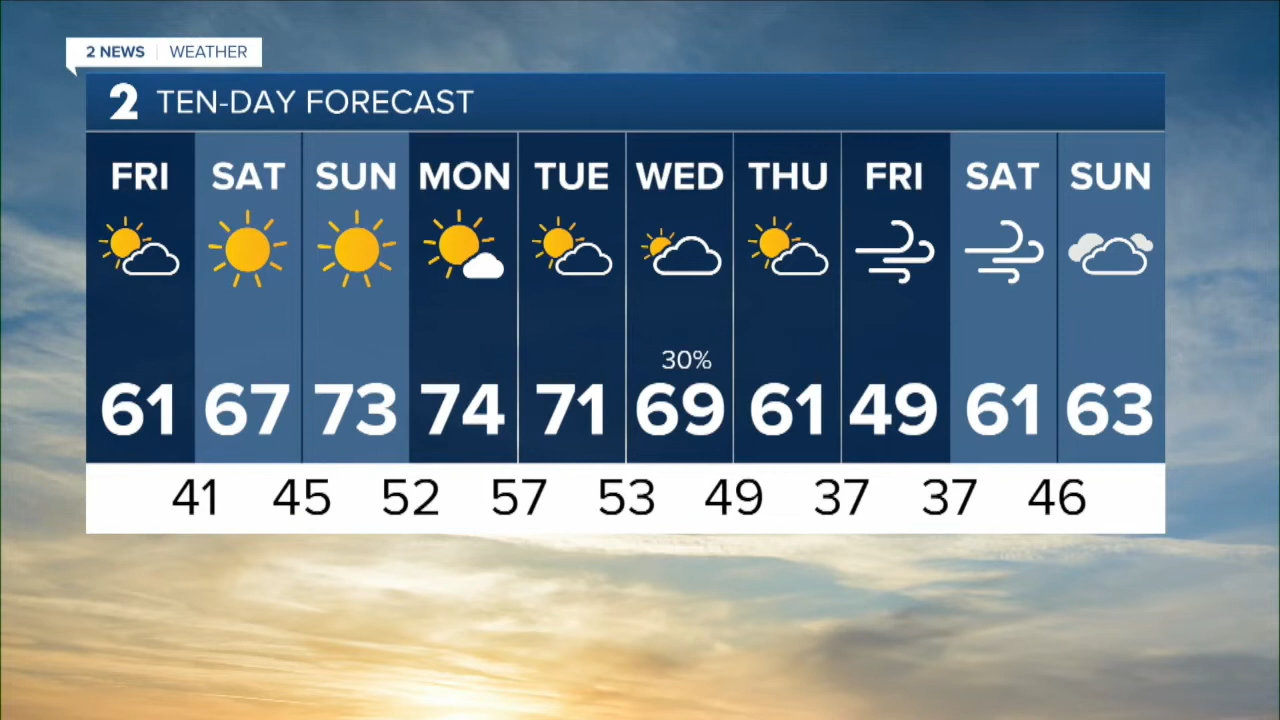 2 NEWS | WEATHER
2 TEN-DAY FORECAST
FRI SAT SUN MON TUE WED THU FRI SAT SUN
30%
61 67 73 74 71 69 61 49 61 63
41 45 52 57 53 49 37 37 46